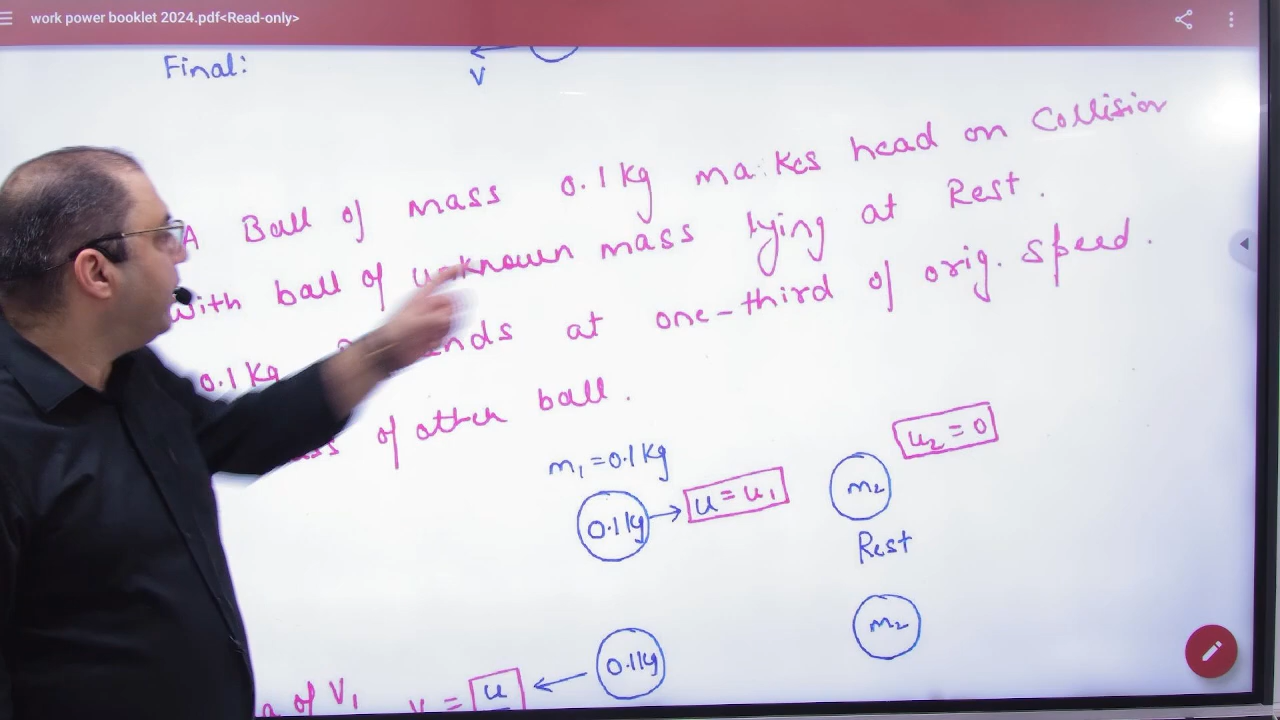 work power booklet 2024.pdf<Read-only>
Final:
V
A Ball of mass 0.1 kg makes head on Collision
with ball of unknown mass lying at Rest.
0.1 Kg at one-third of orig. speed.
of other ball.
m₁ = 0.1 kg
u₂ = 0
0.1 kg
u = u₁
m₂
Rest
m₂
0.1 kg
of V₁
V = u